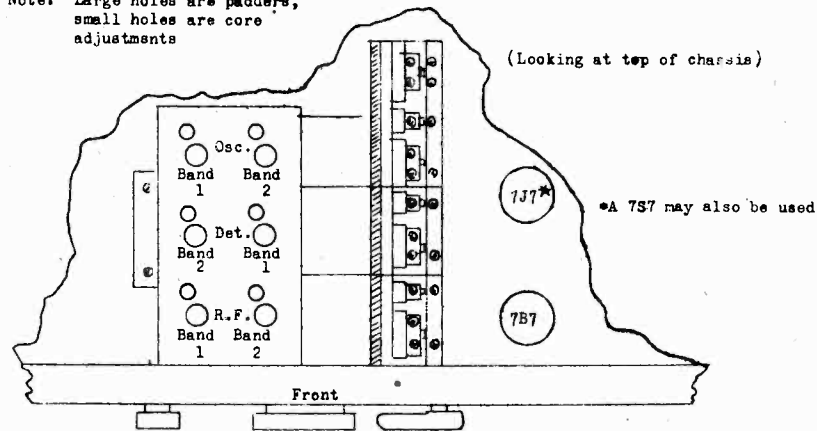 Note: Large holes are padders,
small holes are core
adjustments
(Looking at top of chassis)
Osc.
Band 1 Band 2
7J7*
*A 7S7 may also be used
Det.
Band 2 Band 1
R.F.
Band 1 Band 2
7B7
Front